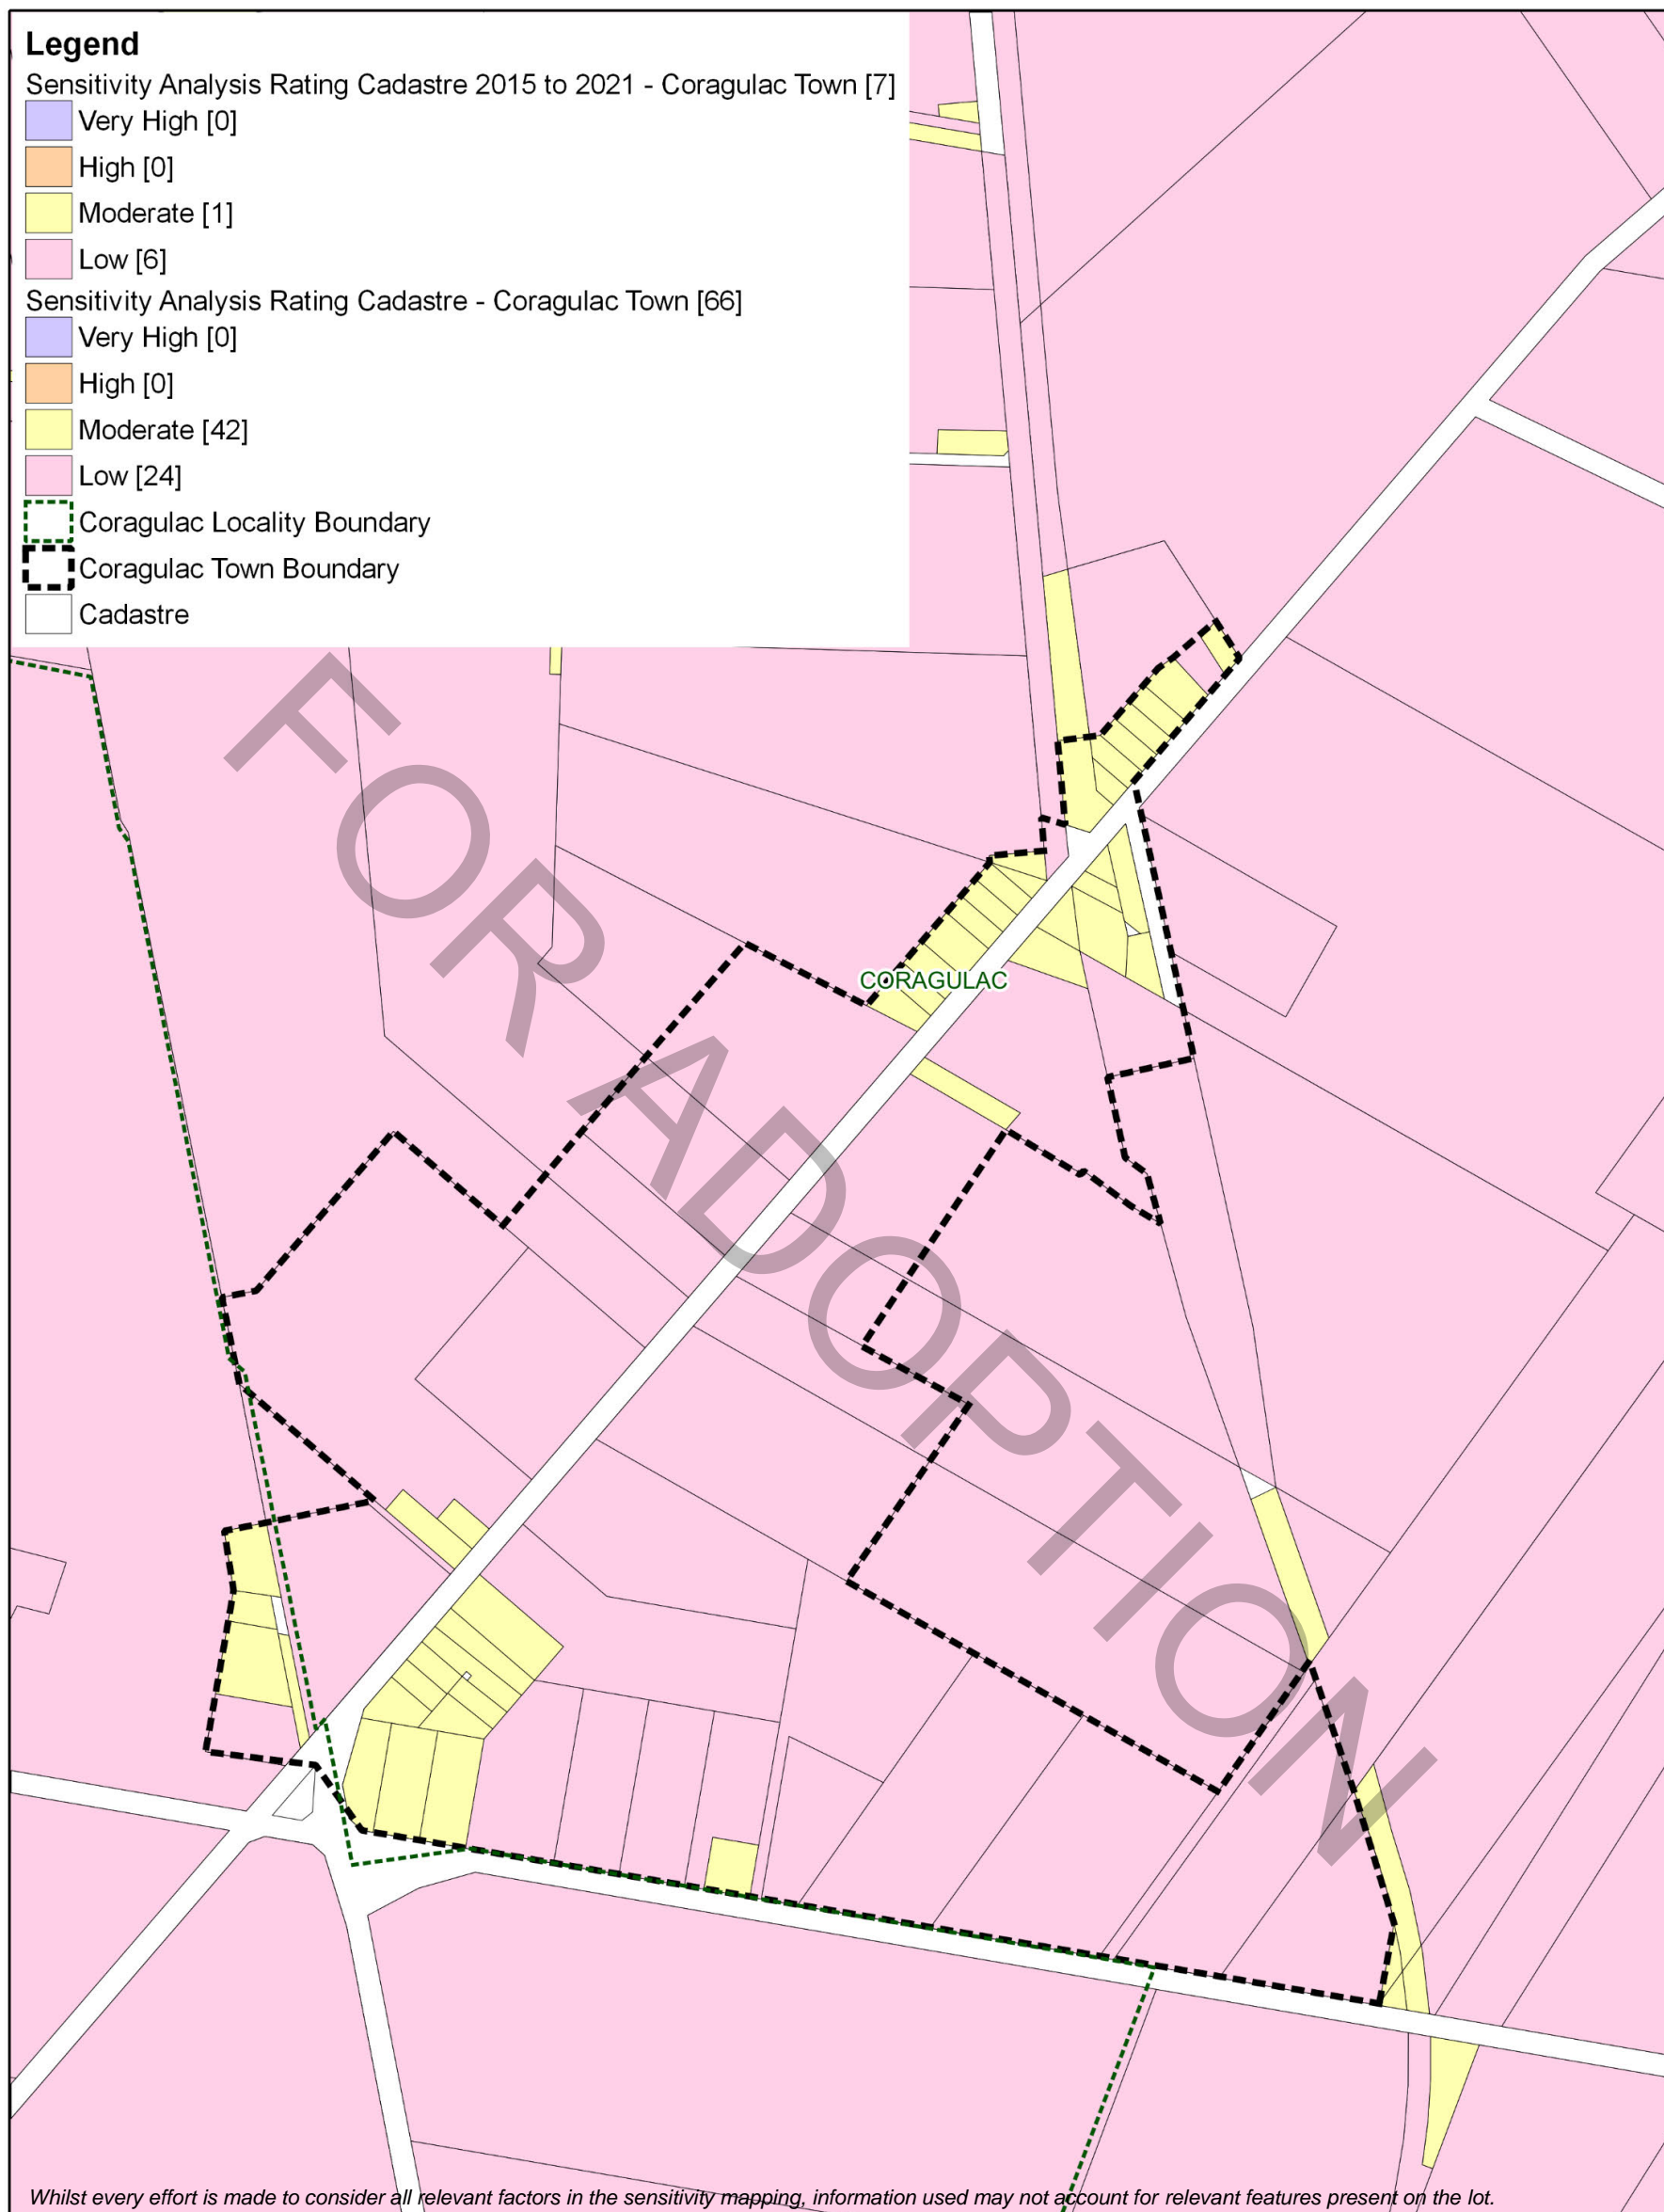 Legend
Sensitivity Analysis Rating Cadastre 2015 to 2021 - Coragulac Town [7]
Very High [0]
High [0]
Moderate [1]
Low [6]
Sensitivity Analysis Rating Cadastre - Coragulac Town [66]
Very High [0]
High [0]
Moderate [42]
Low [24]
Coragulac Locality Boundary
Coragulac Town Boundary
Cadastre
CORAGULAC
FOR ADOPTION
Whilst every effort is made to consider all relevant factors in the sensitivity mapping, information used may not account for relevant features present on the lot.